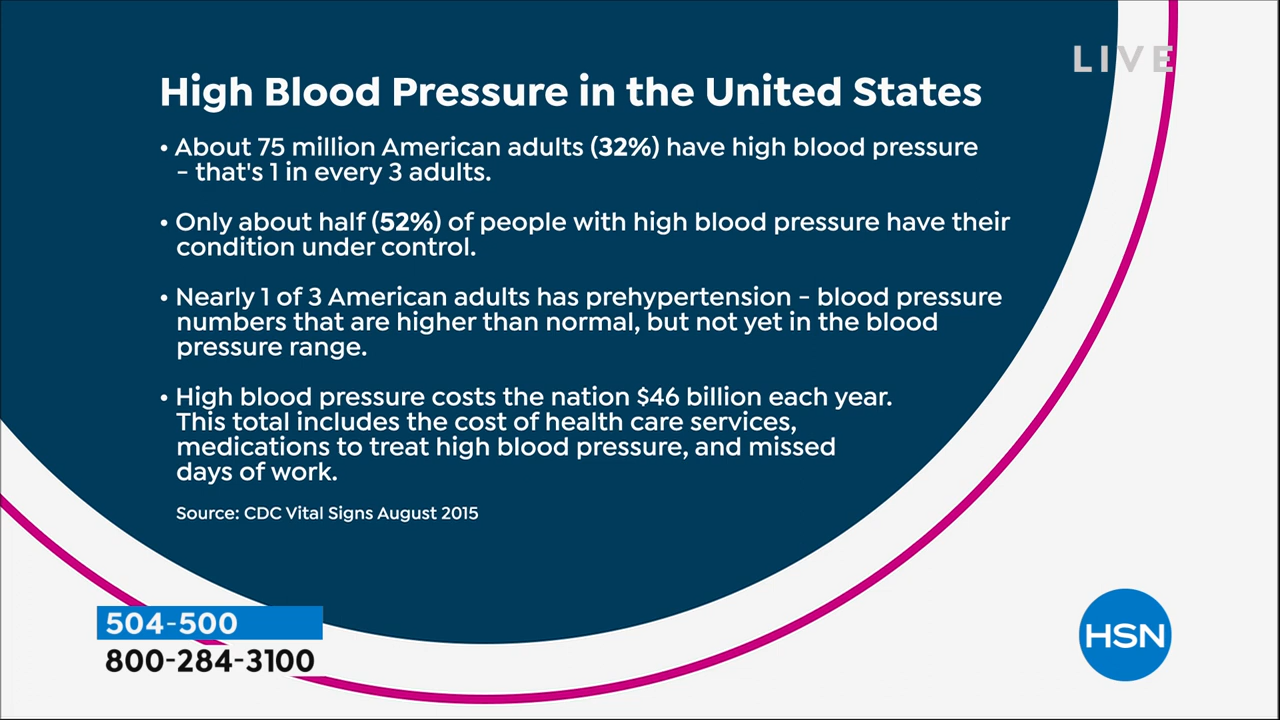 LIVE
High Blood Pressure in the United States
• About 75 million American adults (32%) have high blood pressure
- that's 1 in every 3 adults.
• Only about half (52%) of people with high blood pressure have their
condition under control.
• Nearly 1 of 3 American adults has prehypertension - blood pressure
numbers that are higher than normal, but not yet in the blood
pressure range.
• High blood pressure costs the nation $46 billion each year.
This total includes the cost of health care services,
medications to treat high blood pressure, and missed
days of work.
Source: CDC Vital Signs August 2015
504-500
800-284-3100
HSN